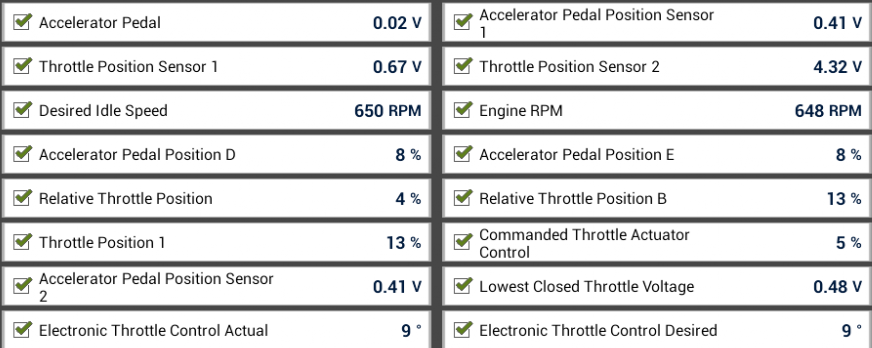 Accelerator Pedal 0.02 V
Accelerator Pedal Position Sensor
1 0.41 V
Throttle Position Sensor 1 0.67 V
Throttle Position Sensor 2 4.32 V
Desired Idle Speed 650 RPM
Engine RPM 648 RPM
Accelerator Pedal Position D 8 %
Accelerator Pedal Position E 8 %
Relative Throttle Position 4 %
Relative Throttle Position B 13 %
Throttle Position 1 13 %
Commanded Throttle Actuator
Control 5 %
Accelerator Pedal Position Sensor
2 0.41 V
Lowest Closed Throttle Voltage 0.48 V
Electronic Throttle Control Actual 9 °
Electronic Throttle Control Desired 9 °